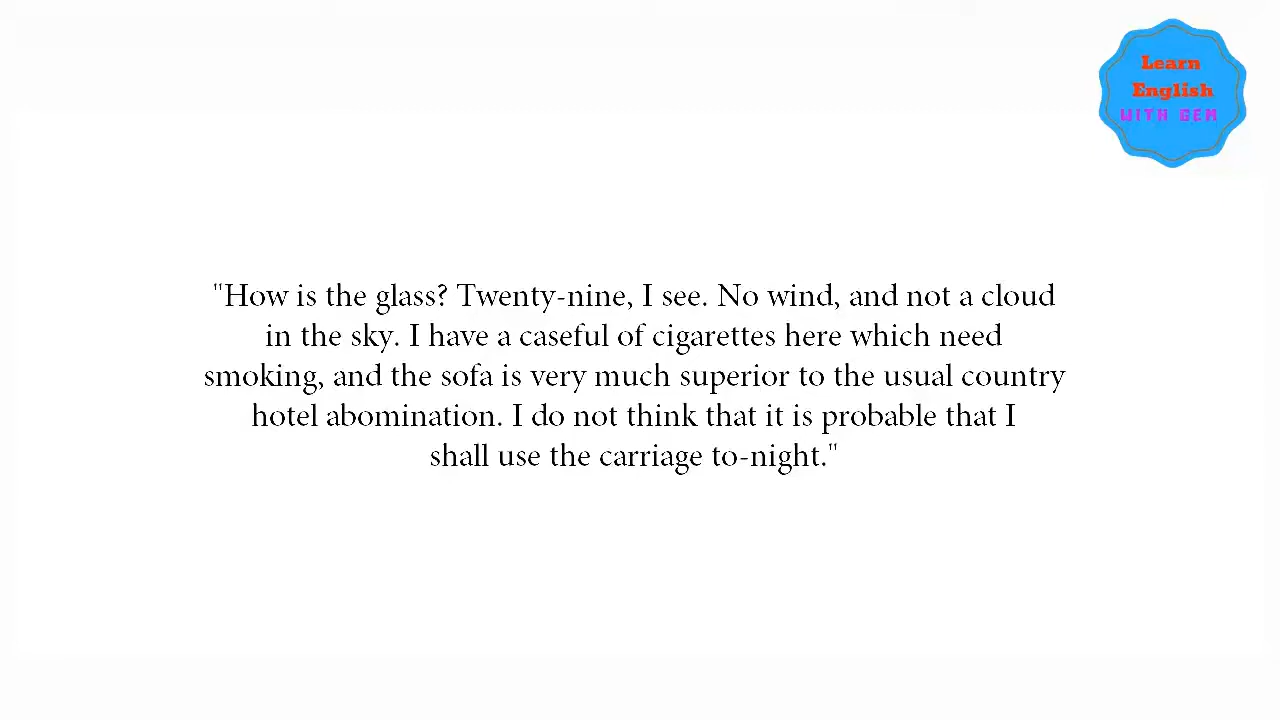 Learn
English
WITH GEM
"How is the glass? Twenty-nine, I see. No wind, and not a cloud
in the sky. I have a caseful of cigarettes here which need
smoking, and the sofa is very much superior to the usual country
hotel abomination. I do not think that it is probable that I
shall use the carriage to-night."